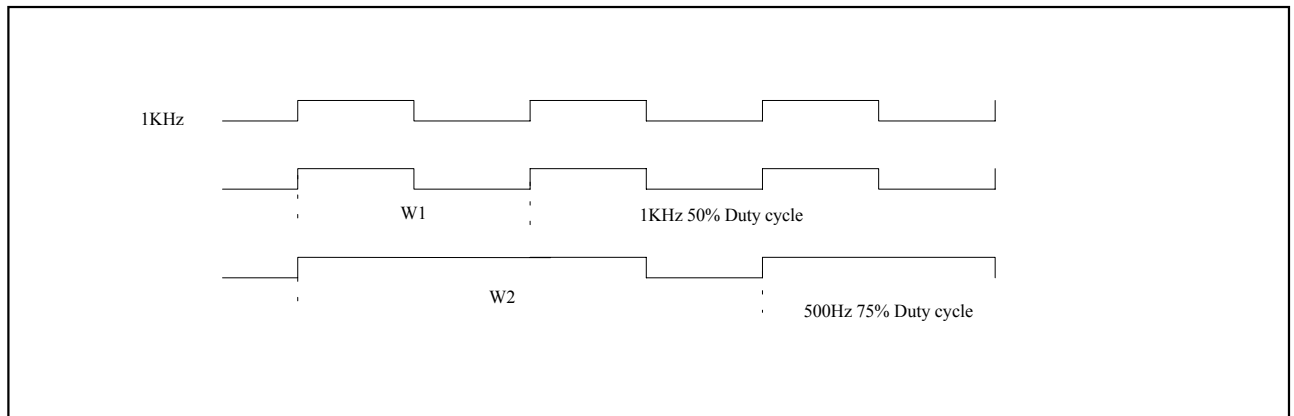 1KHz
W1
1KHz 50% Duty cycle
W2
500Hz 75% Duty cycle